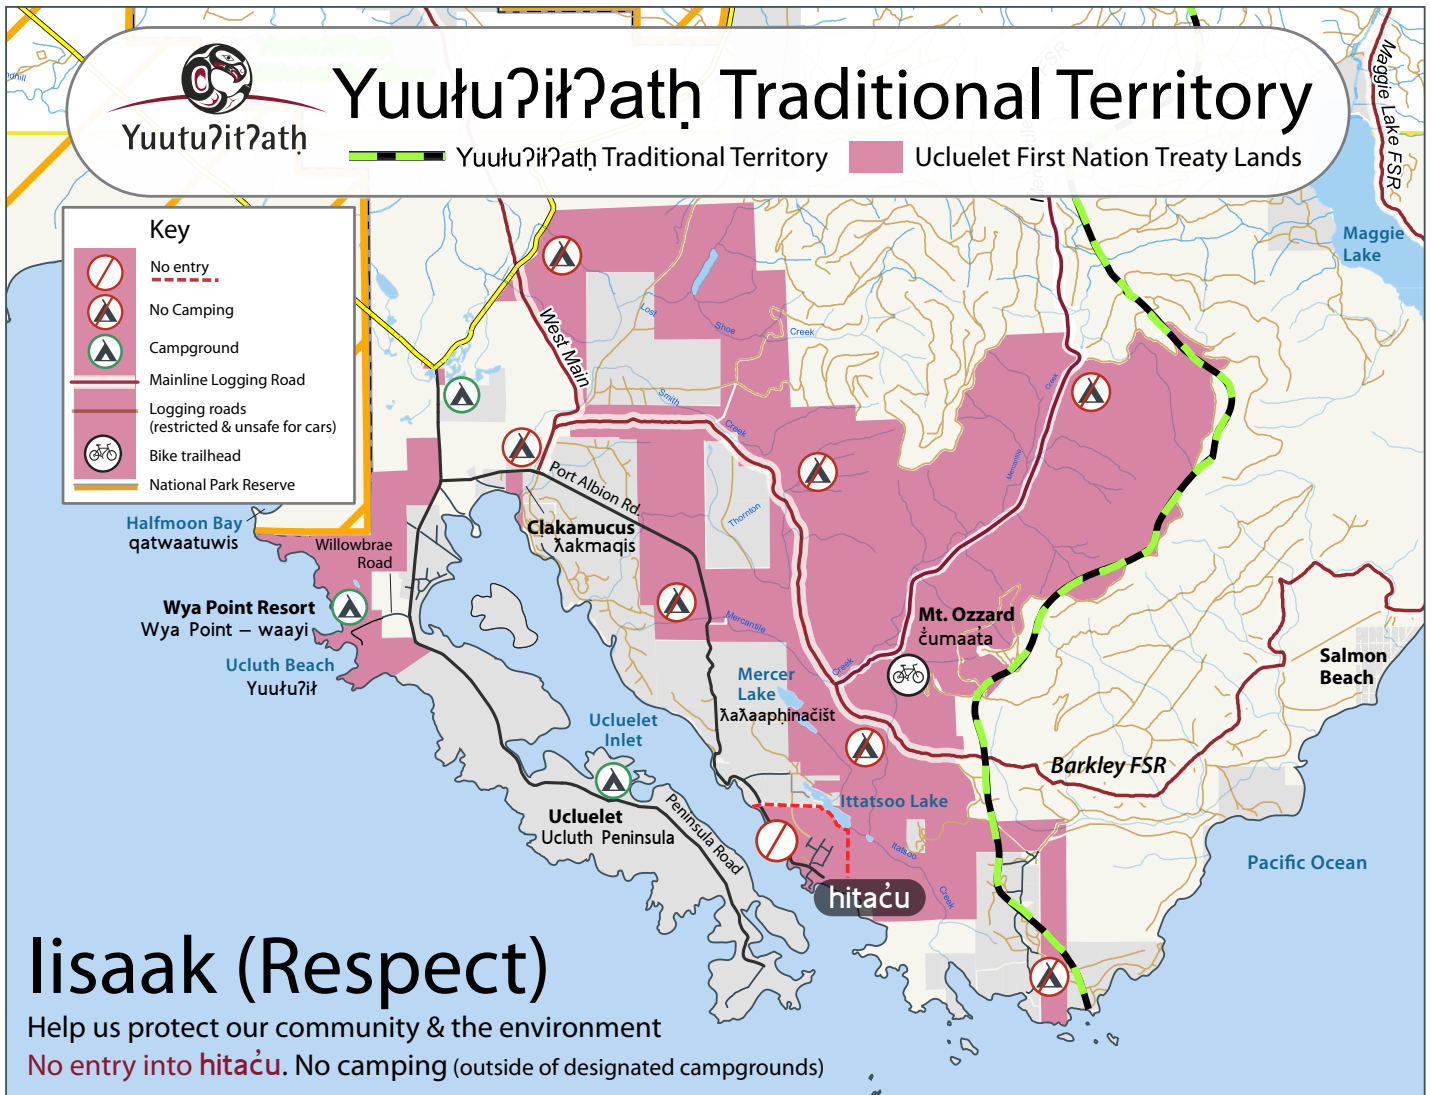 Yuułuʔiłʔatḥ
Yuułuʔiłʔatḥ Traditional Territory
Yuułuʔiłʔatḥ Traditional Territory
Ucluelet First Nation Treaty Lands
Key
No entry
No Camping
Campground
Mainline Logging Road
Logging roads
(restricted & unsafe for cars)
Bike trailhead
National Park Reserve
Maggie Lake FSR
Maggie
Lake
West Main
Lost
Shoe
Creek
Smith
Creek
Creek
Mercantile
Port Albion Rd.
Thornton
Clakamucus
ƛakmaqis
Halfmoon Bay
qatwaatuwis
Willowbrae
Road
Wya Point Resort
Wya Point – waayi
Ucluth Beach
Yuułuʔił
Mercantile
Creek
Mt. Ozzard
č̓umaat̓a
Salmon
Beach
Mercer
Lake
ƛaƛaapḥinačišt
Ucluelet
Inlet
Barkley FSR
Ittatsoo Lake
Ucluelet
Ucluth Peninsula
Peninsula Road
Itatsoo
Creek
Pacific Ocean
hitac̓u
Iisaak (Respect)
Help us protect our community & the environment
No entry into hitac̓u. No camping (outside of designated campgrounds)